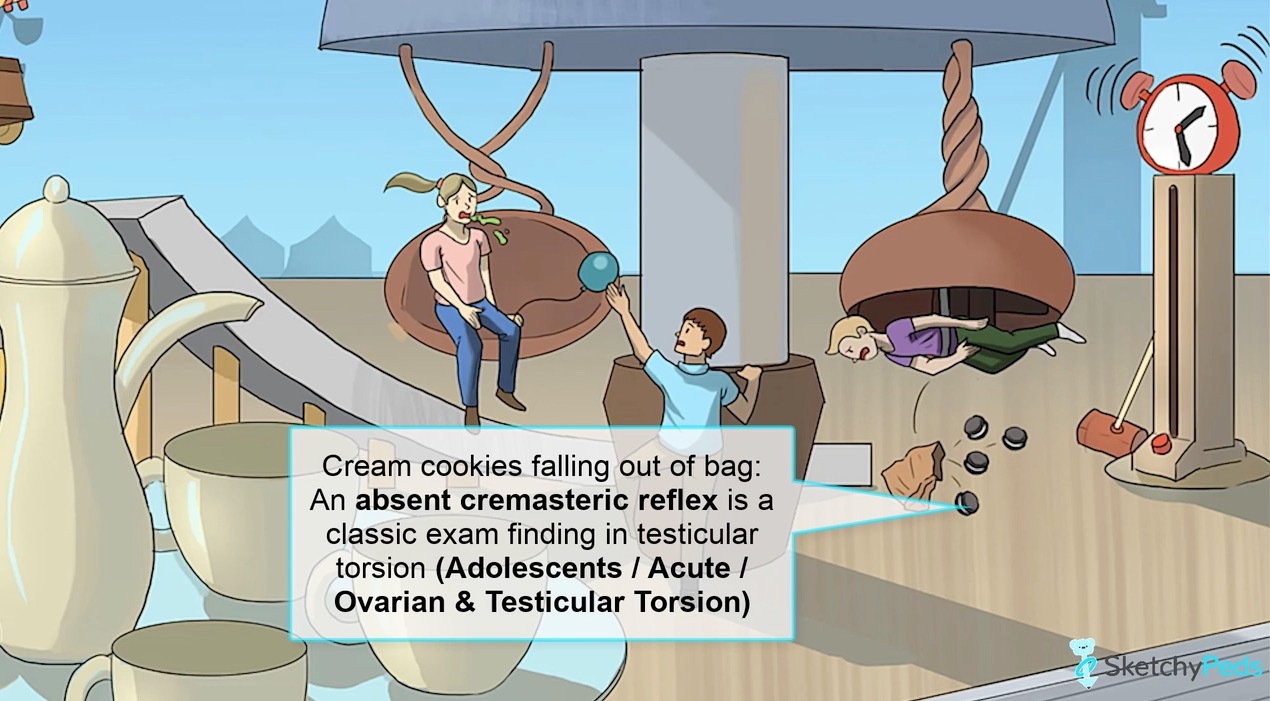 Cream cookies falling out of bag:
An absent cremasteric reflex is a
classic exam finding in testicular
torsion (Adolescents / Acute /
Ovarian & Testicular Torsion)
SketchyPeds